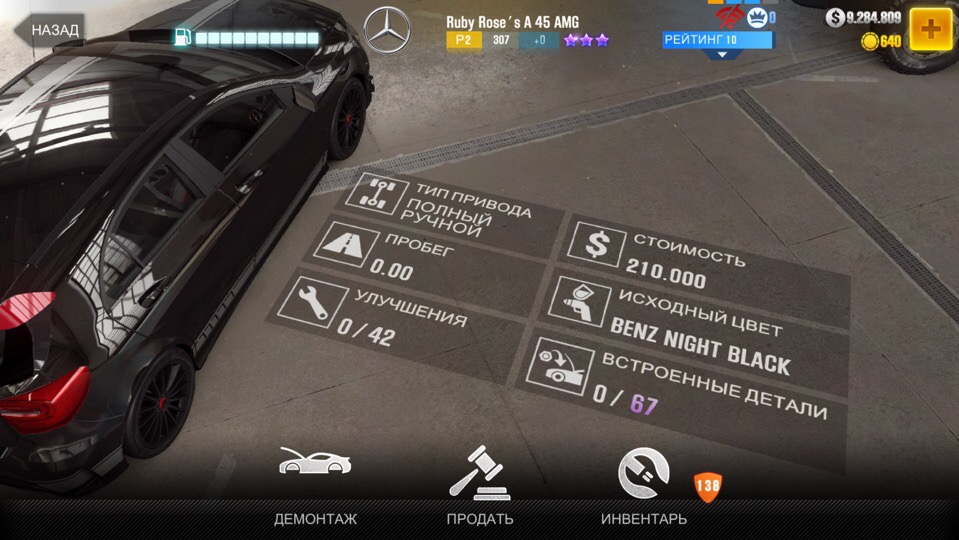 НАЗАД
Ruby Rose's A 45 AMG
P2 307 +0
РЕЙТИНГ 10
0
$ 9.284.809
640
ТИП ПРИВОДА
ПОЛНЫЙ
РУЧНОЙ
ПРОБЕГ
0.00
УЛУЧШЕНИЯ
0/42
СТОИМОСТЬ
210.000
ИСХОДНЫЙ ЦВЕТ
BENZ NIGHT BLACK
ВСТРОЕННЫЕ ДЕТАЛИ
0/67
138
ДЕМОНТАЖ
ПРОДАТЬ
ИНВЕНТАРЬ